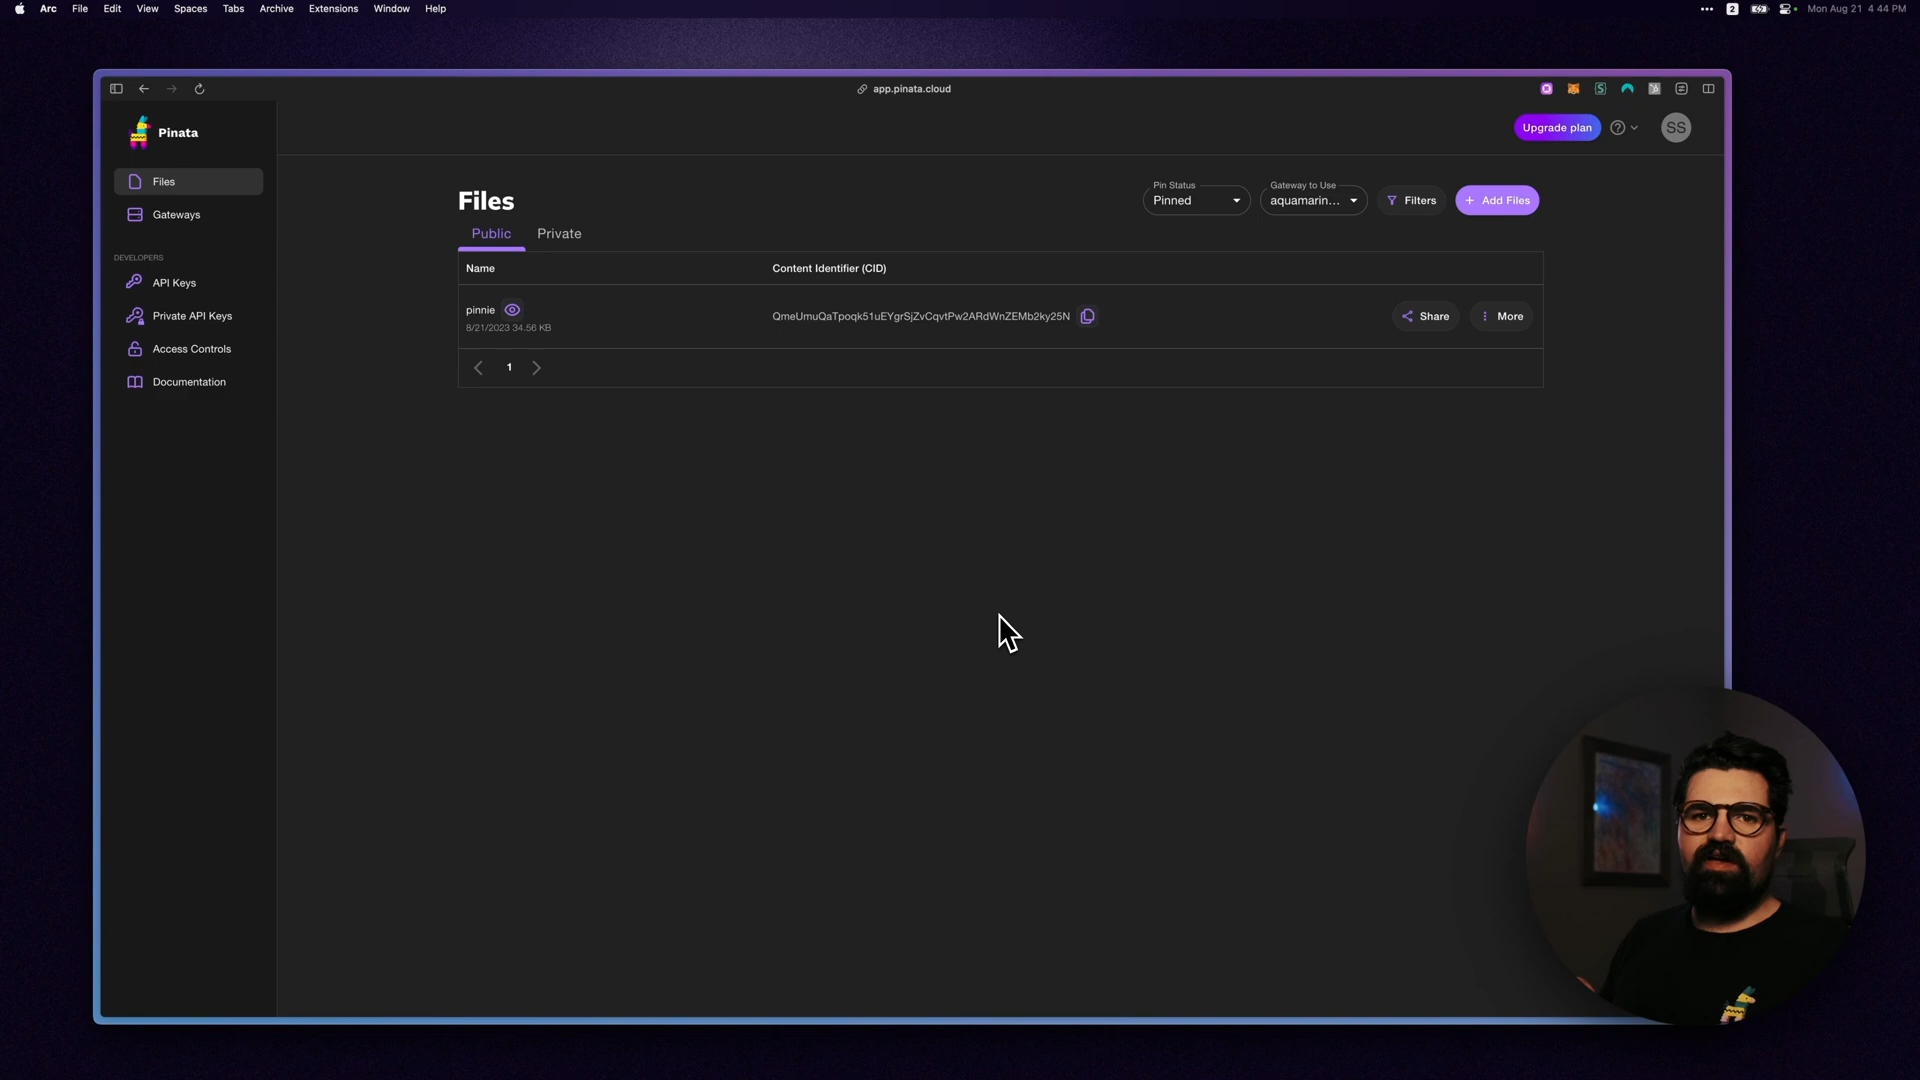 Arc File Edit View Spaces Tabs Archive Extensions Window Help
2 Mon Aug 21 4 44 PM
app.pinata.cloud
Pinata
Upgrade plan
SS
Files
Gateways
DEVELOPERS
API Keys
Private API Keys
Access Controls
Documentation
Files
Pin Status
Pinned
Gateway to Use
aquamarin...
Filters
+ Add Files
Public Private
Name Content Identifier (CID)
pinnie
8/21/2023 34.56 KB
QmeUmuQaTpoqk51uEYgrSjZvCqvtPw2ARdWnZEMb2ky25N
Share
More
1